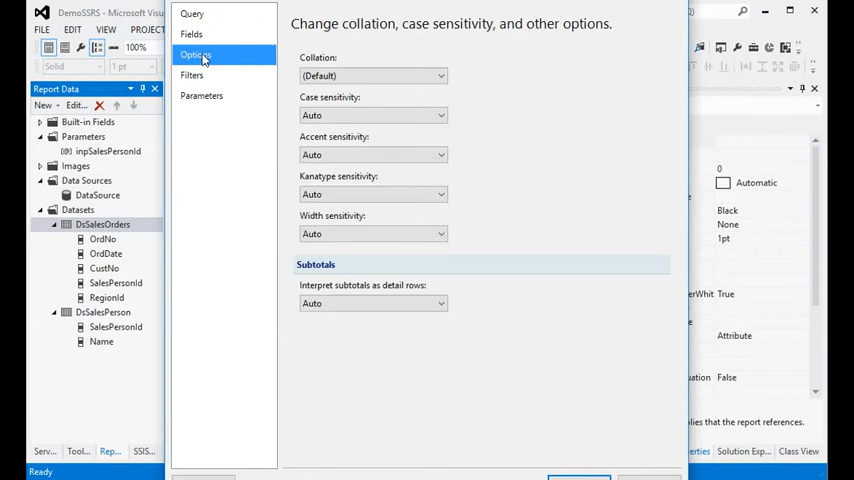 DemoSSRS - Microsoft Visu
FILE
EDIT
VIEW
PROJECT
100%
Solid
1 pt
Report Data
New
Edit...
Built-in Fields
Parameters
inpSalesPersonId
Images
Data Sources
DataSource
Datasets
DsSalesOrders
OrdNo
OrdDate
CustNo
SalesPersonId
RegionId
DsSalesPerson
SalesPersonId
Name
Serv...
Tool...
Rep...
SSIS...
Ready
Query
Fields
Options
Filters
Parameters
Change collation, case sensitivity, and other options.
Collation:
(Default)
Case sensitivity:
Auto
Accent sensitivity:
Auto
Kanatype sensitivity:
Auto
Width sensitivity:
Auto
Subtotals
Interpret subtotals as detail rows:
Auto
0
Automatic
Black
None
1pt
erWhit
True
Attribute
uation
False
plies that the report references.
erties
Solution Exp...
Class View